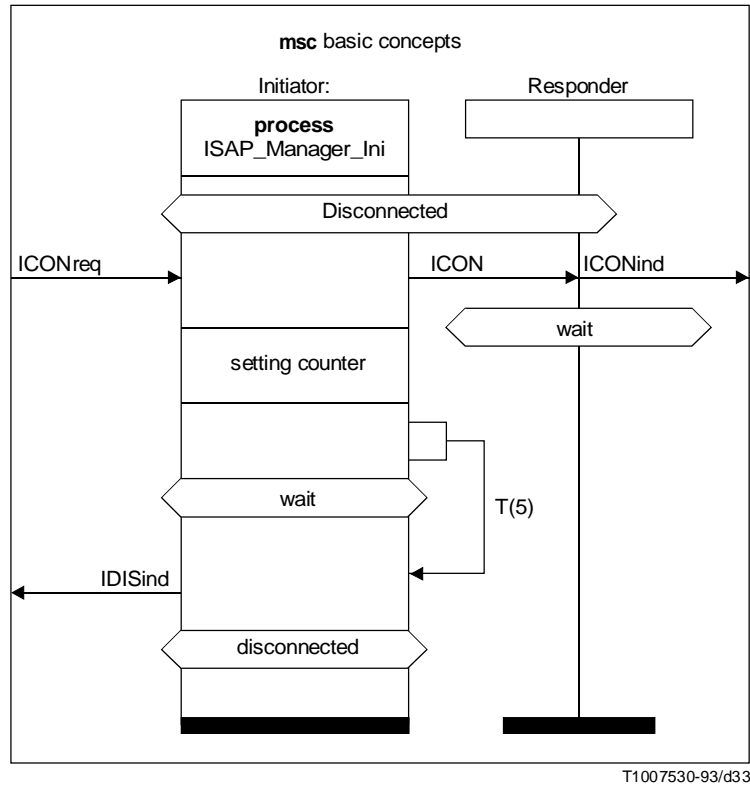 msc basic concepts
Initiator:
Responder
process
ISAP_Manager_Ini
Disconnected
ICONreq
ICON
ICONind
wait
setting counter
wait
T(5)
IDISind
disconnected
T1007530-93/d33